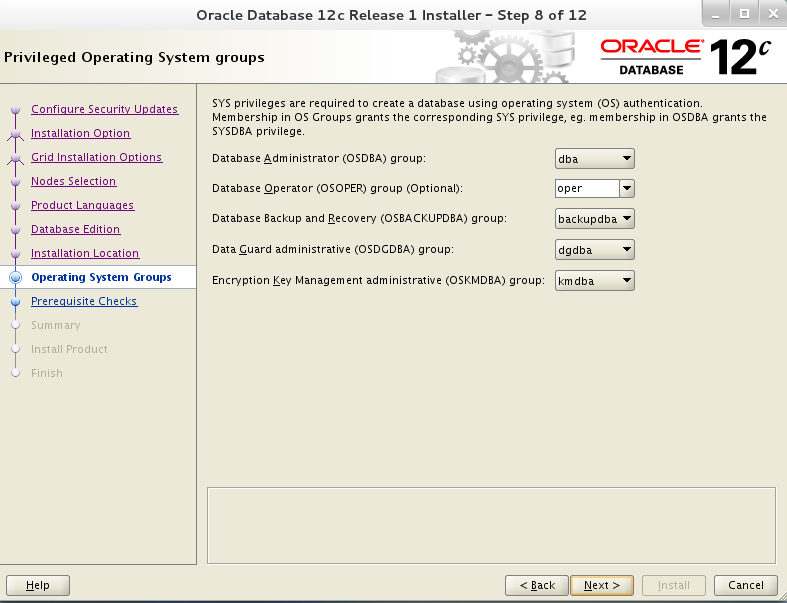 Oracle Database 12c Release 1 Installer – Step 8 of 12
Privileged Operating System groups
ORACLE
DATABASE
12c
Configure Security Updates
Installation Option
Grid Installation Options
Nodes Selection
Product Languages
Database Edition
Installation Location
Operating System Groups
Prerequisite Checks
Summary
Install Product
Finish
SYS privileges are required to create a database using operating system (OS) authentication.
Membership in OS Groups grants the corresponding SYS privilege, eg. membership in OSDBA grants the
SYSDBA privilege.
Database Administrator (OSDBA) group: dba
Database Operator (OSOPER) group (Optional): oper
Database Backup and Recovery (OSBACKUPDBA) group: backupdba
Data Guard administrative (OSDGDBA) group: dgdba
Encryption Key Management administrative (OSKMDBA) group: kmdba
Help
< Back
Next >
Install
Cancel